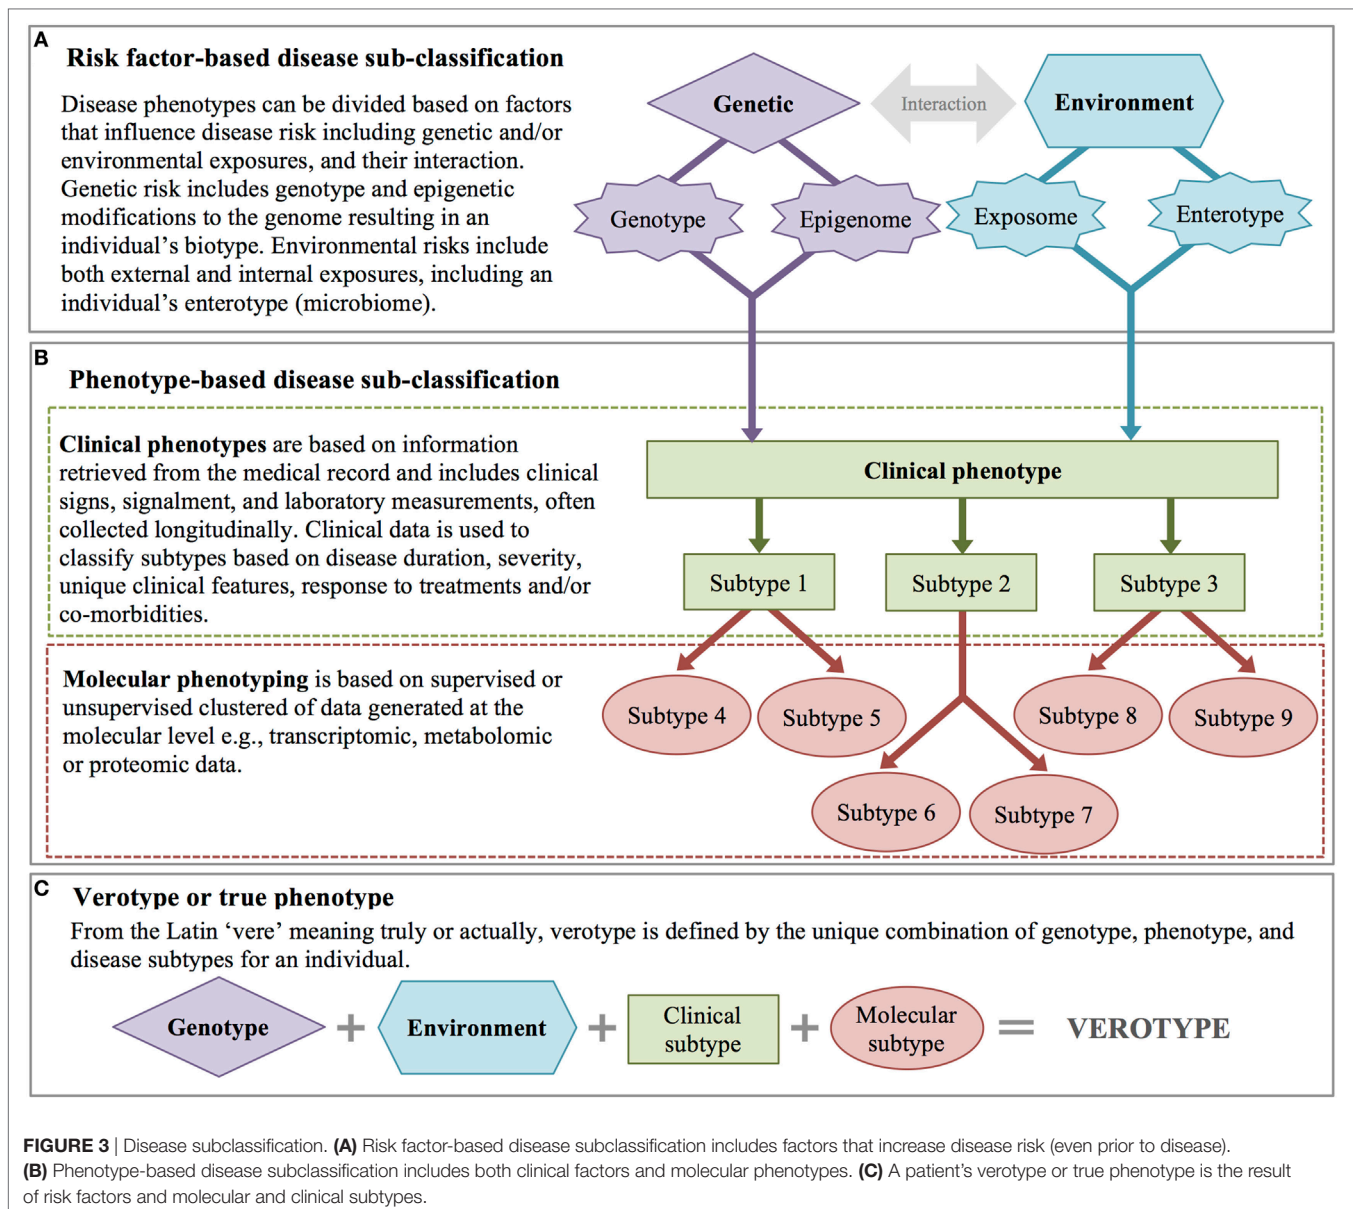 A
Risk factor-based disease sub-classification
Disease phenotypes can be divided based on factors
that influence disease risk including genetic and/or
environmental exposures, and their interaction.
Genetic risk includes genotype and epigenetic
modifications to the genome resulting in an
individual’s biotype. Environmental risks include
both external and internal exposures, including an
individual’s enterotype (microbiome).
Genetic
Interaction
Environment
Genotype
Epigenome
Exposome
Enterotype
B
Phenotype-based disease sub-classification
Clinical phenotypes are based on information
retrieved from the medical record and includes clinical
signs, signalment, and laboratory measurements, often
collected longitudinally. Clinical data is used to
classify subtypes based on disease duration, severity,
unique clinical features, response to treatments and/or
co-morbidities.
Clinical phenotype
Subtype 1
Subtype 2
Subtype 3
Molecular phenotyping is based on supervised or
unsupervised clustered of data generated at the
molecular level e.g., transcriptomic, metabolomic
or proteomic data.
Subtype 4
Subtype 5
Subtype 8
Subtype 9
Subtype 6
Subtype 7
C
Verotype or true phenotype
From the Latin ‘vere’ meaning truly or actually, verotype is defined by the unique combination of genotype, phenotype, and
disease subtypes for an individual.
Genotype
+
Environment
+
Clinical
subtype
+
Molecular
subtype
=
VEROTYPE
FIGURE 3 | Disease subclassification. (A) Risk factor-based disease subclassification includes factors that increase disease risk (even prior to disease).
(B) Phenotype-based disease subclassification includes both clinical factors and molecular phenotypes. (C) A patient’s verotype or true phenotype is the result
of risk factors and molecular and clinical subtypes.